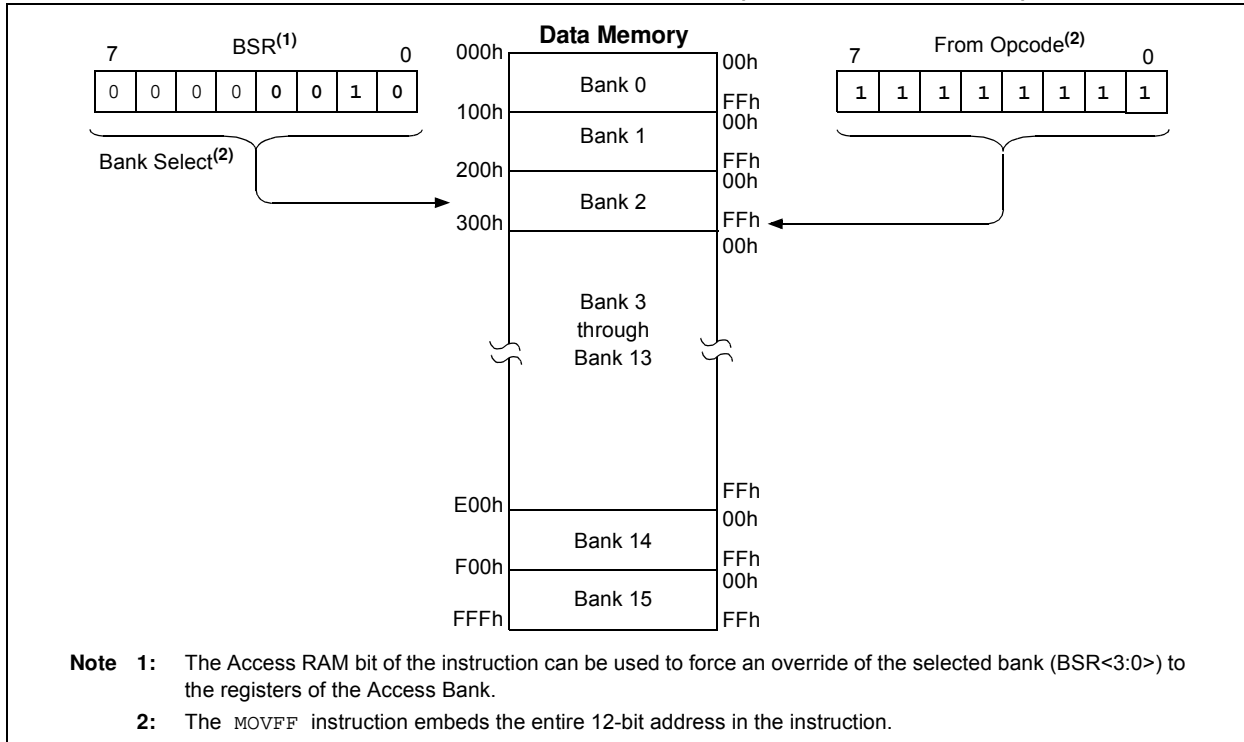 Data Memory
BSR(1)
7 0
0 0 0 0 0 0 1 0
Bank Select(2)
From Opcode(2)
7 0
1 1 1 1 1 1 1 1
000h
Bank 0
00h
FFh
100h
Bank 1
00h
FFh
200h
Bank 2
00h
FFh
300h
00h
Bank 3
through
Bank 13
FFh
E00h
Bank 14
00h
FFh
F00h
Bank 15
00h
FFFh
FFh
Note 1: The Access RAM bit of the instruction can be used to force an override of the selected bank (BSR<3:0>) to
the registers of the Access Bank.
2: The MOVFF instruction embeds the entire 12-bit address in the instruction.